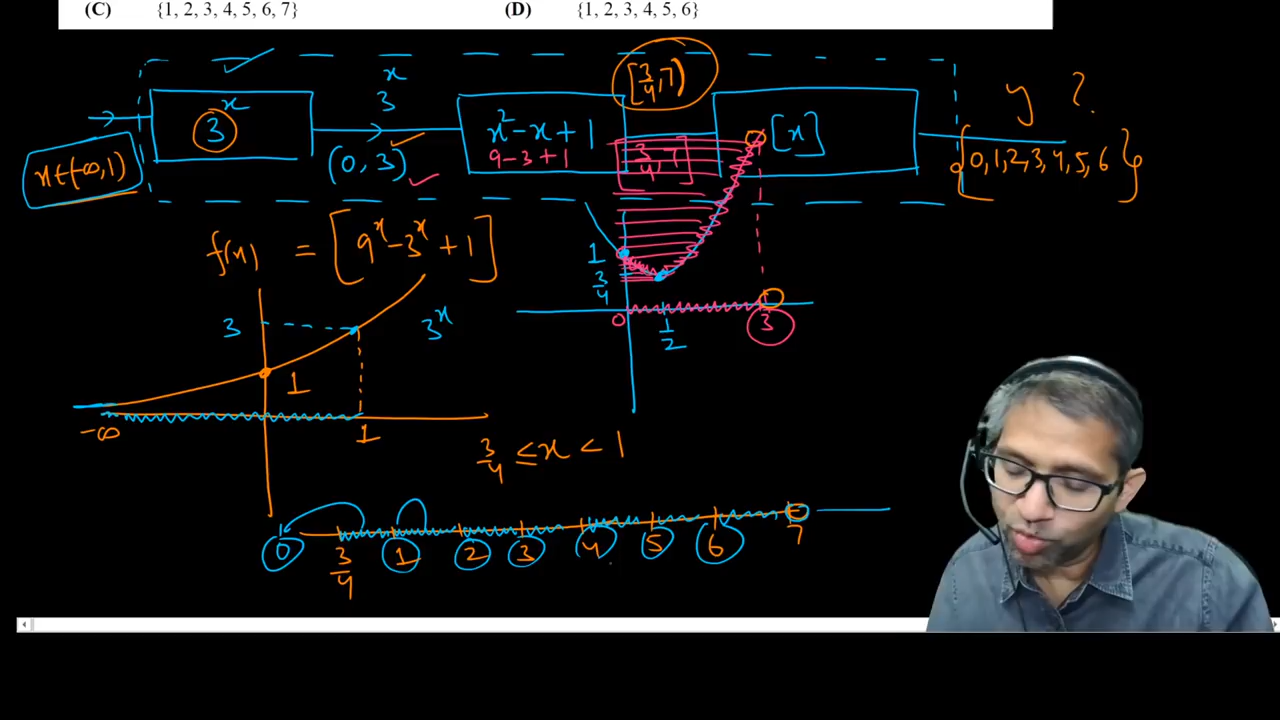 (C) {1, 2, 3, 4, 5, 6, 7} (D) {1, 2, 3, 4, 5, 6}
x ∈ (-∞, 1)
3^x
3^x
(0, 3)
x² - x + 1
9 - 3 + 1
[3/4, 7)
[3/4, 7]
[x]
y ?
{0, 1, 2, 3, 4, 5, 6}
f(x) = [9^x - 3^x + 1]
3
1
3^x
-∞
1
1
3/4
0
1/2
3
3/4 ≤ x < 1
0 3/4 1 2 3 4 5 6 7